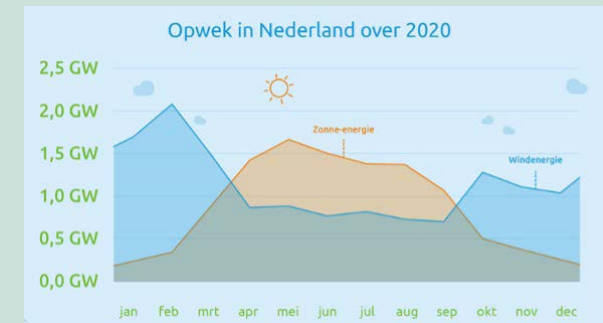 Opwek in Nederland over 2020
2,5 GW
2,0 GW
1,5 GW
1,0 GW
0,5 GW
0,0 GW
Zonne-energie
Windenergie
jan feb mrt apr mei jun jul aug sep okt nov dec